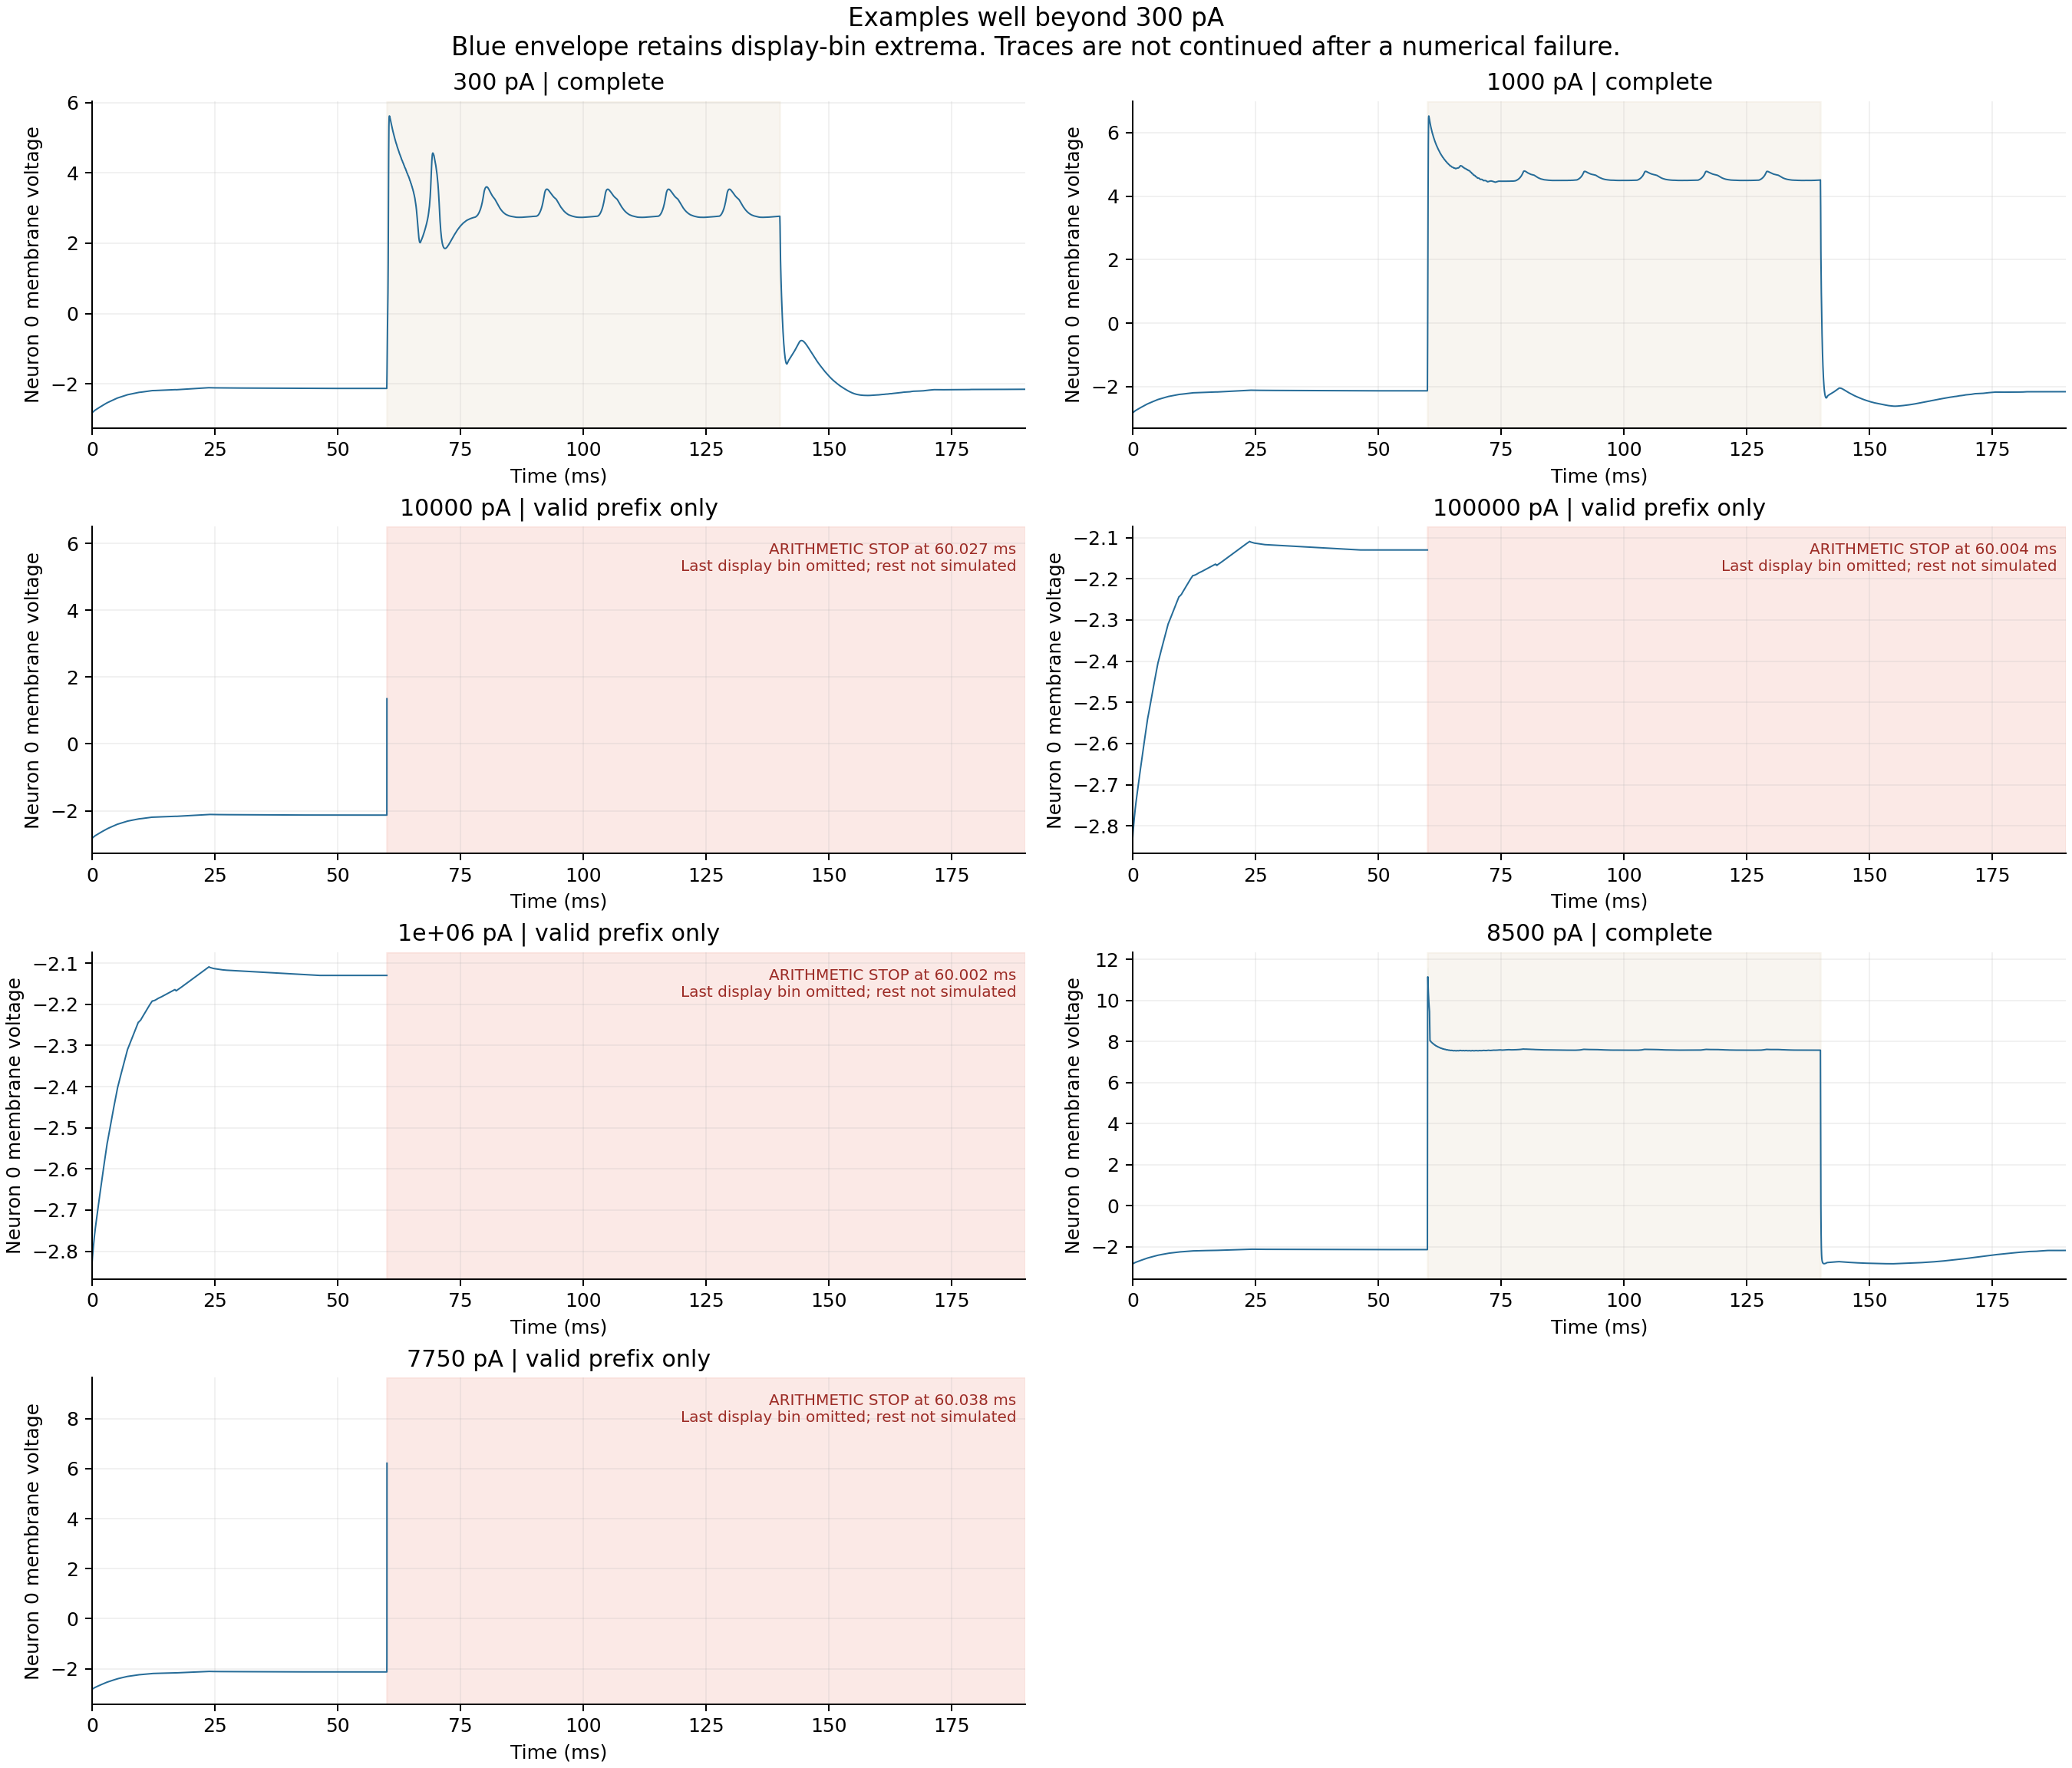 Examples well beyond 300 pA
Blue envelope retains display-bin extrema. Traces are not continued after a numerical failure.
300 pA | complete
Neuron 0 membrane voltage
6
4
2
0
−2
0 25 50 75 100 125 150 175
Time (ms)
1000 pA | complete
Neuron 0 membrane voltage
6
4
2
0
−2
0 25 50 75 100 125 150 175
Time (ms)
10000 pA | valid prefix only
ARITHMETIC STOP at 60.027 ms
Last display bin omitted; rest not simulated
Neuron 0 membrane voltage
6
4
2
0
−2
0 25 50 75 100 125 150 175
Time (ms)
100000 pA | valid prefix only
ARITHMETIC STOP at 60.004 ms
Last display bin omitted; rest not simulated
Neuron 0 membrane voltage
−2.1
−2.2
−2.3
−2.4
−2.5
−2.6
−2.7
−2.8
0 25 50 75 100 125 150 175
Time (ms)
1e+06 pA | valid prefix only
ARITHMETIC STOP at 60.002 ms
Last display bin omitted; rest not simulated
Neuron 0 membrane voltage
−2.1
−2.2
−2.3
−2.4
−2.5
−2.6
−2.7
−2.8
0 25 50 75 100 125 150 175
Time (ms)
8500 pA | complete
Neuron 0 membrane voltage
12
10
8
6
4
2
0
−2
0 25 50 75 100 125 150 175
Time (ms)
7750 pA | valid prefix only
ARITHMETIC STOP at 60.038 ms
Last display bin omitted; rest not simulated
Neuron 0 membrane voltage
8
6
4
2
0
−2
0 25 50 75 100 125 150 175
Time (ms)